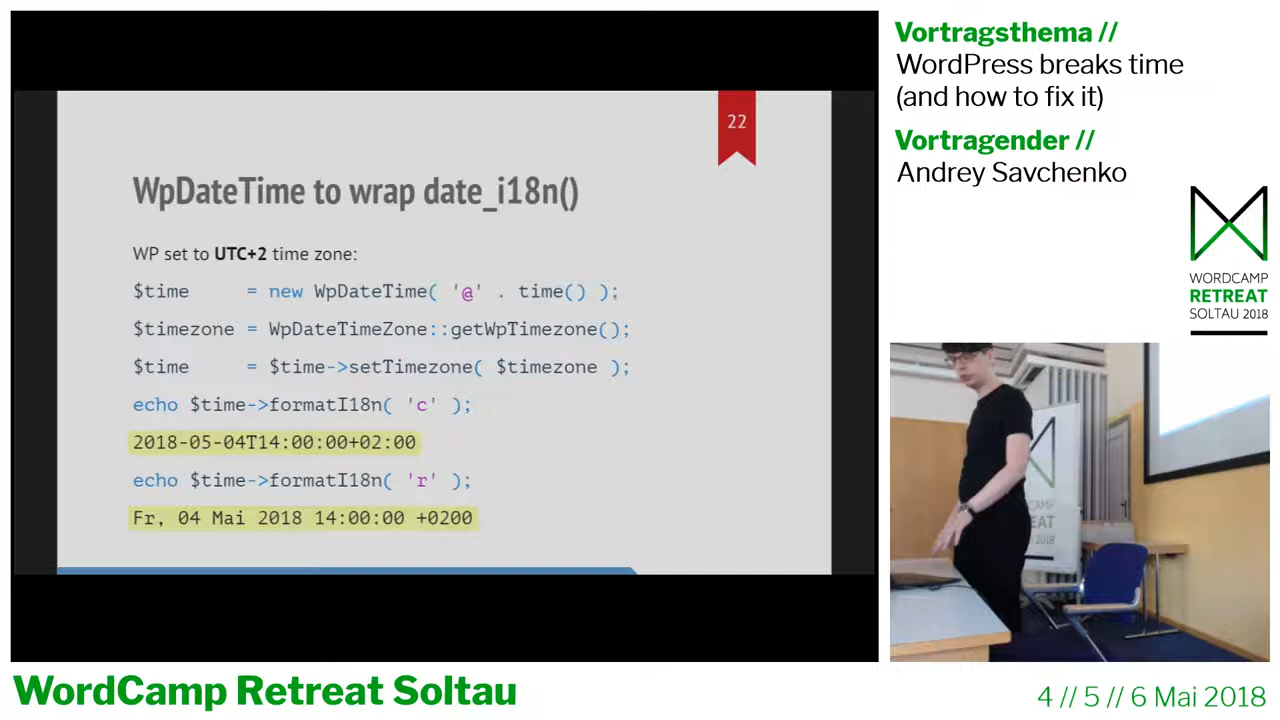 22
WpDateTime to wrap date_i18n()
WP set to UTC+2 time zone:
$time = new WpDateTime( '@' . time() );
$timezone = WpDateTimeZone::getWpTimezone();
$time = $time->setTimezone( $timezone );
echo $time->formatI18n( 'c' );
2018-05-04T14:00:00+02:00
echo $time->formatI18n( 'r' );
Fr, 04 Mai 2018 14:00:00 +0200
Vortragsthema //
WordPress breaks time
(and how to fix it)
Vortragender //
Andrey Savchenko
WORDCAMP
RETREAT
SOLTAU 2018
WordCamp Retreat Soltau
4 // 5 // 6 Mai 2018